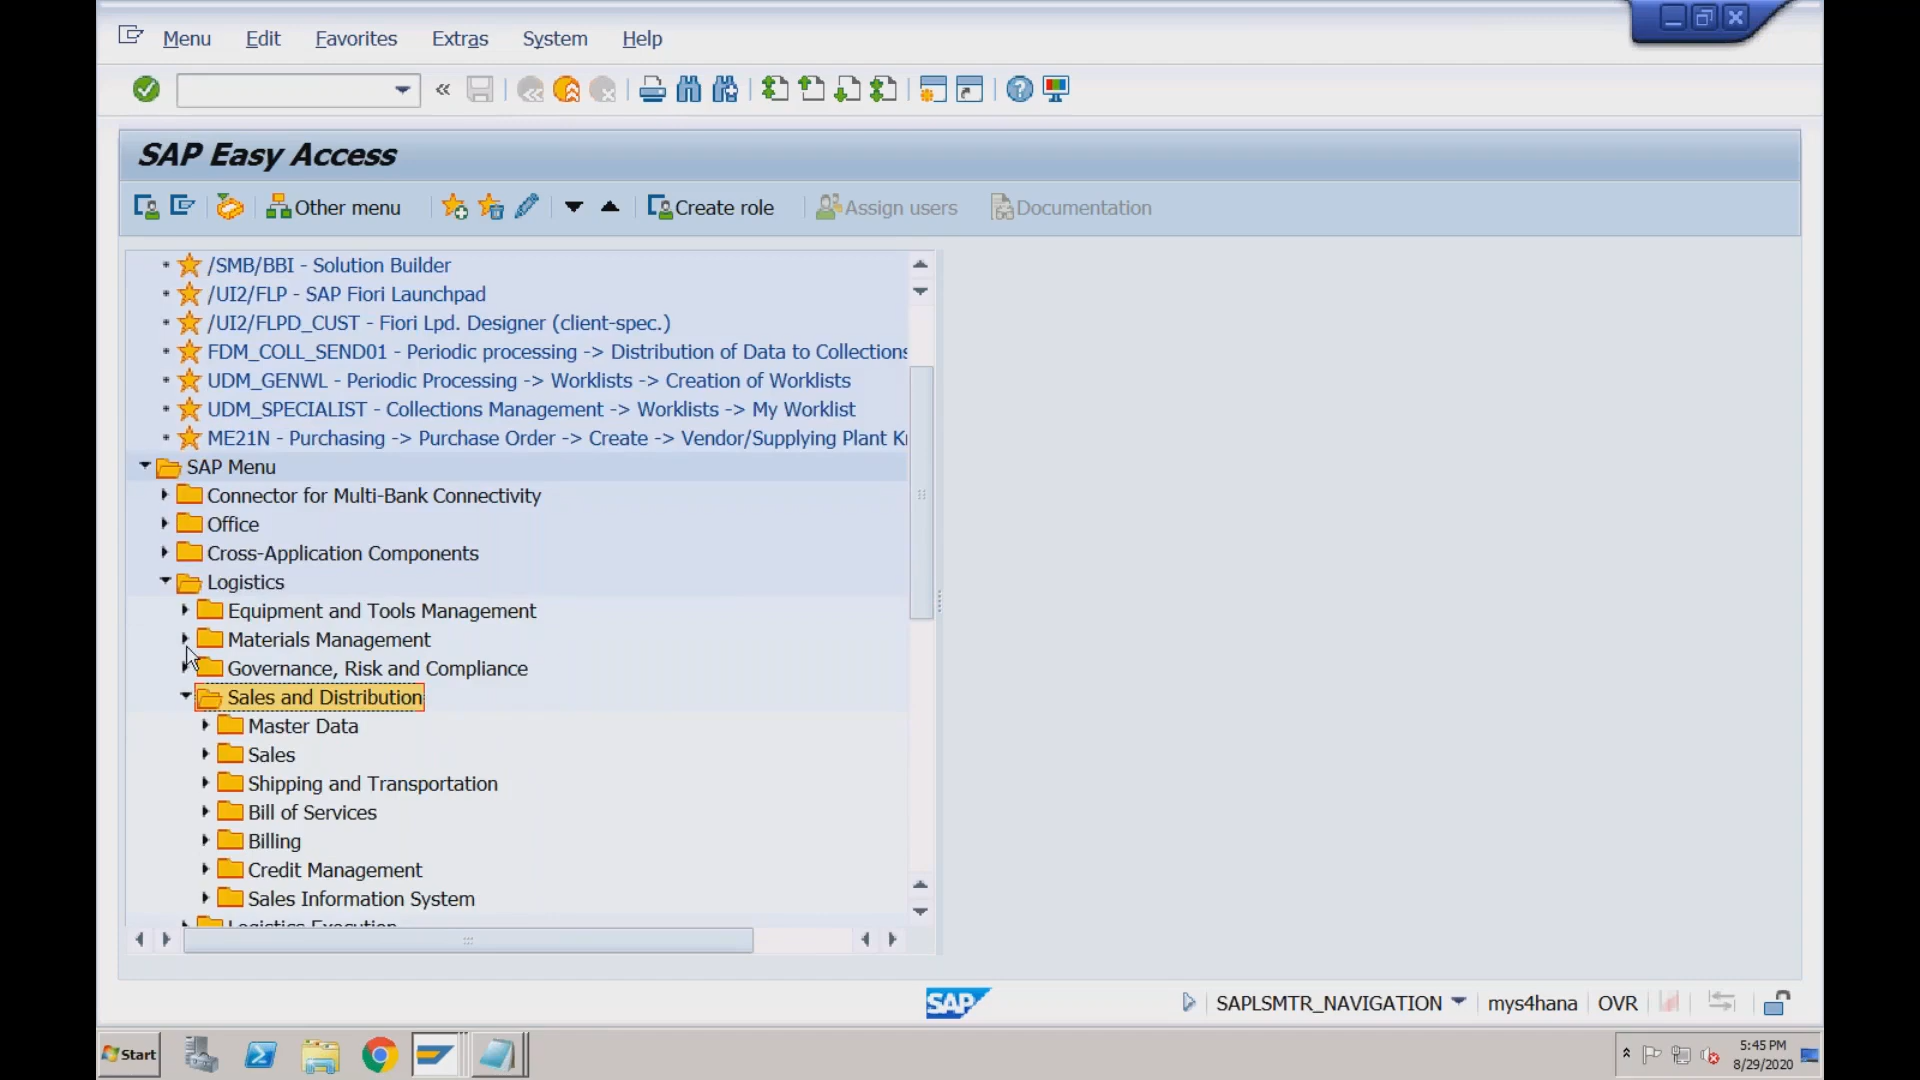 Menu Edit Favorites Extras System Help
SAP Easy Access
Other menu Create role Assign users Documentation
/SMB/BBI - Solution Builder
/UI2/FLP - SAP Fiori Launchpad
/UI2/FLPD_CUST - Fiori Lpd. Designer (client-spec.)
FDM_COLL_SEND01 - Periodic processing -> Distribution of Data to Collections
UDM_GENWL - Periodic Processing -> Worklists -> Creation of Worklists
UDM_SPECIALIST - Collections Management -> Worklists -> My Worklist
ME21N - Purchasing -> Purchase Order -> Create -> Vendor/Supplying Plant
SAP Menu
Connector for Multi-Bank Connectivity
Office
Cross-Application Components
Logistics
Equipment and Tools Management
Materials Management
Governance, Risk and Compliance
Sales and Distribution
Master Data
Sales
Shipping and Transportation
Bill of Services
Billing
Credit Management
Sales Information System
Logistics Execution
SAP SAPLSMTR_NAVIGATION mys4hana OVR
Start 5:45 PM
8/29/2020